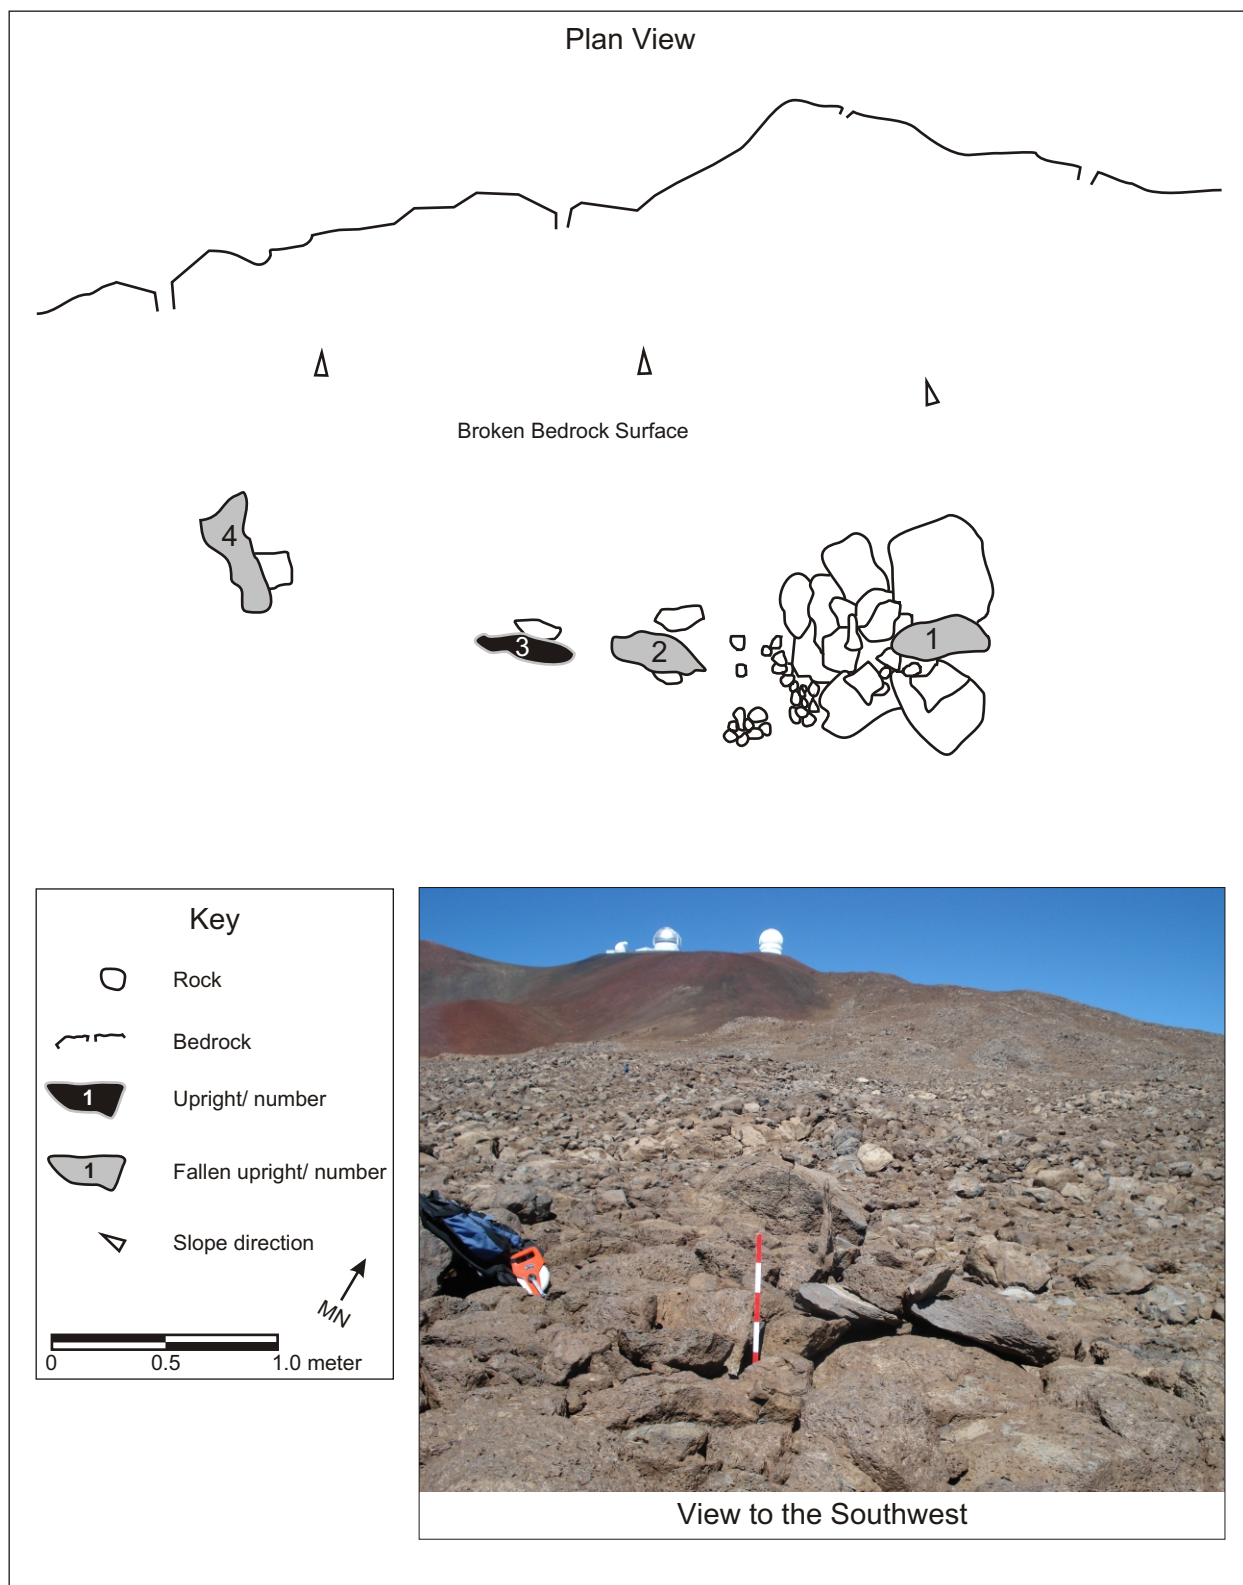 Plan View
Broken Bedrock Surface
4
3
2
1
Key
Rock
Bedrock
1 Upright/ number
1 Fallen upright/ number
Slope direction
MN
0 0.5 1.0 meter
View to the Southwest